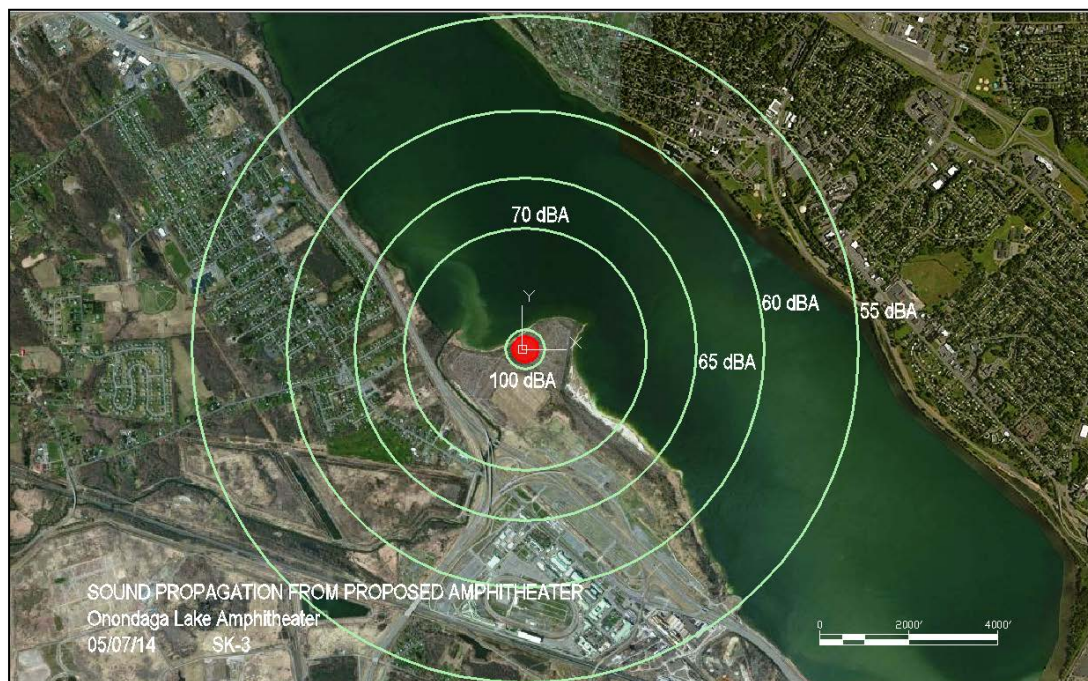 70 dBA
Y
60 dBA
55 dBA
X
65 dBA
100 dBA
SOUND PROPAGATION FROM PROPOSED AMPHITHEATER
Onondaga Lake Amphitheater
05/07/14 SK-3
0 2000' 4000'